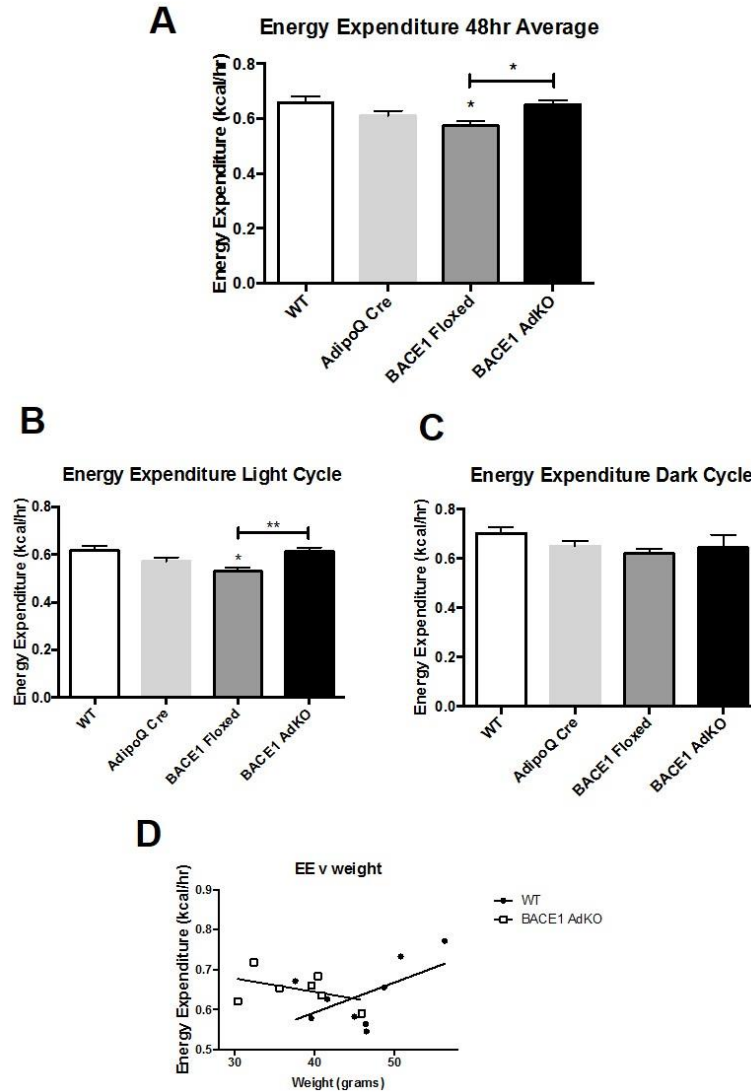 A
Energy Expenditure 48hr Average
Energy Expenditure (kcal/hr)
0.8
0.6
0.4
0.2
0.0
*
*
WT
AdipoQ Cre
BACE1 Floxed
BACE1 AdKO
B
Energy Expenditure Light Cycle
Energy Expenditure (kcal/hr)
0.8
0.6
0.4
0.2
0.0
**
*
WT
AdipoQ Cre
BACE1 Floxed
BACE1 AdKO
C
Energy Expenditure Dark Cycle
Energy Expenditure (kcal/hr)
0.8
0.6
0.4
0.2
0.0
WT
AdipoQ Cre
BACE1 Floxed
BACE1 AdKO
D
EE v weight
Energy Expenditure (kcal/hr)
0.9
0.8
0.7
0.6
0.5
30
40
50
Weight (grams)
WT
BACE1 AdKO